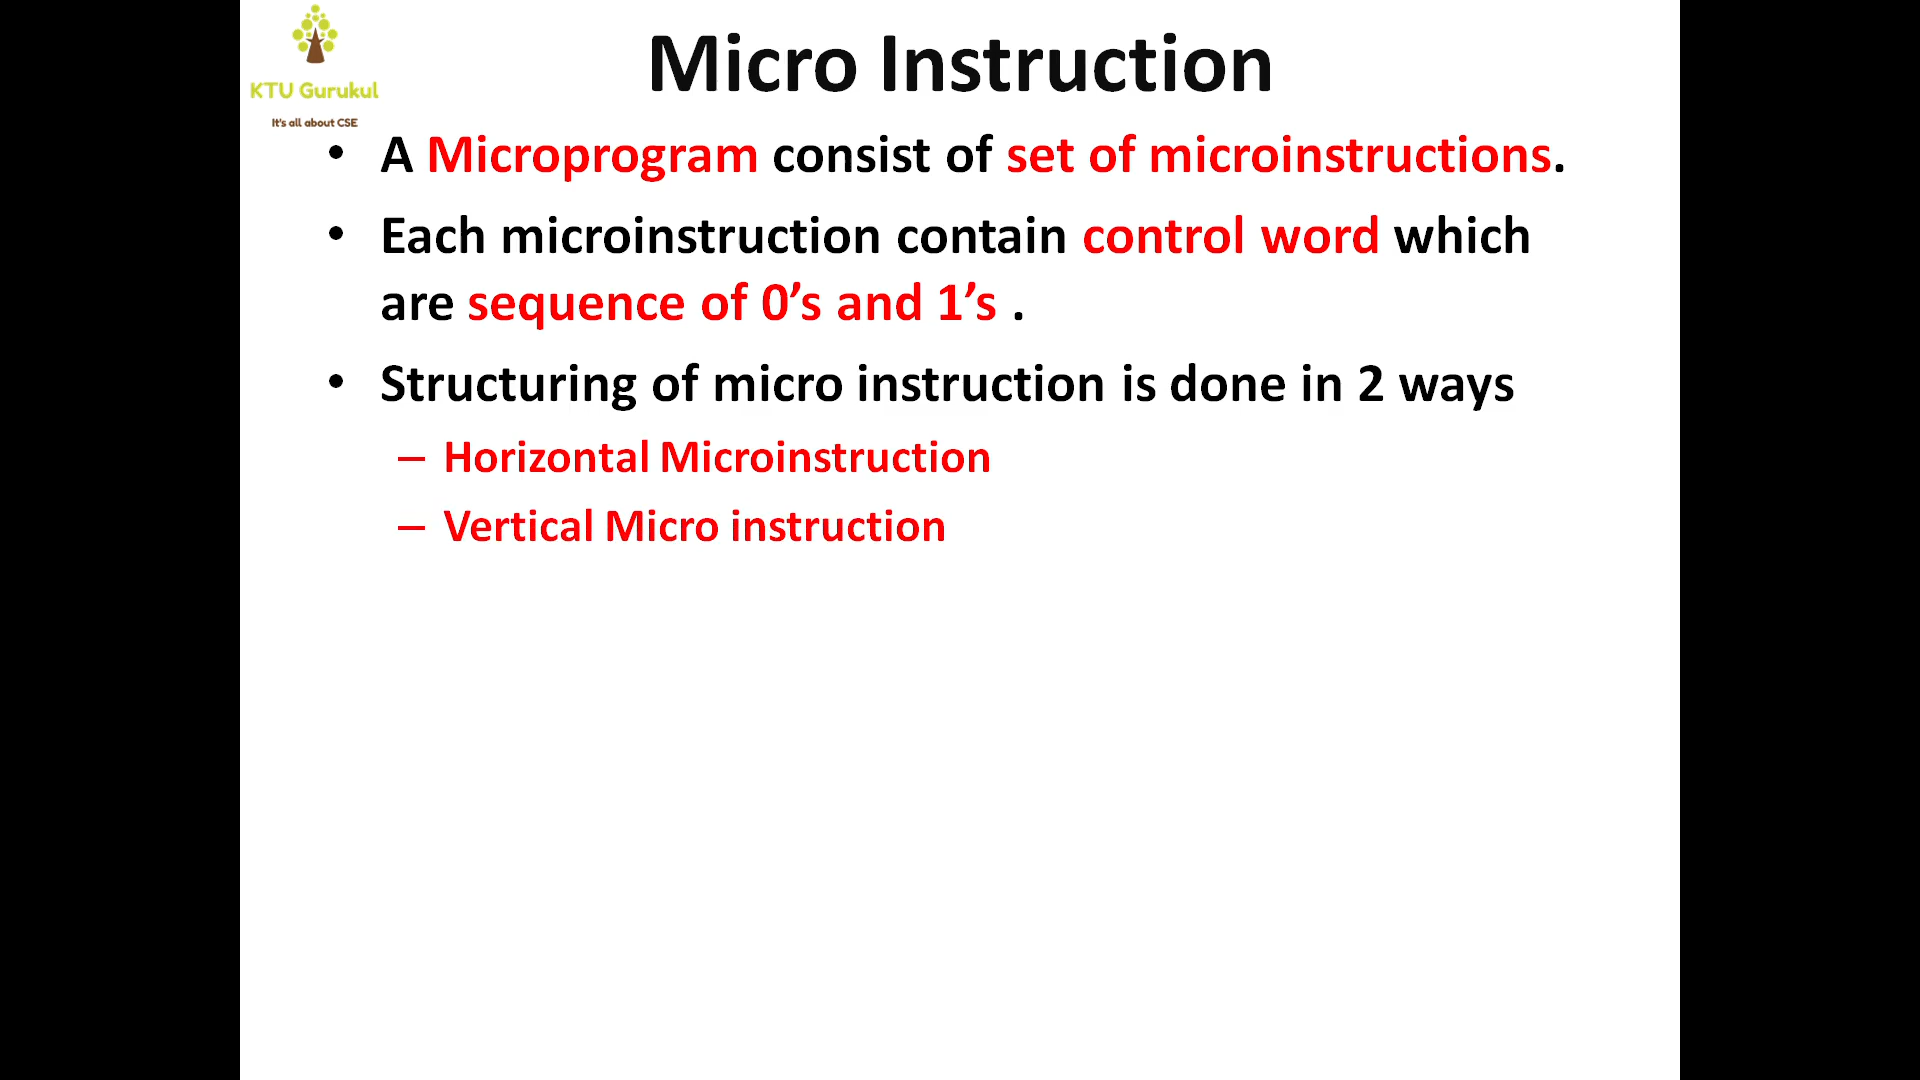 KTU Gurukul
It's all about CSE
Micro Instruction
• A Microprogram consist of set of microinstructions.
• Each microinstruction contain control word which
are sequence of 0’s and 1’s .
• Structuring of micro instruction is done in 2 ways
– Horizontal Microinstruction
– Vertical Micro instruction